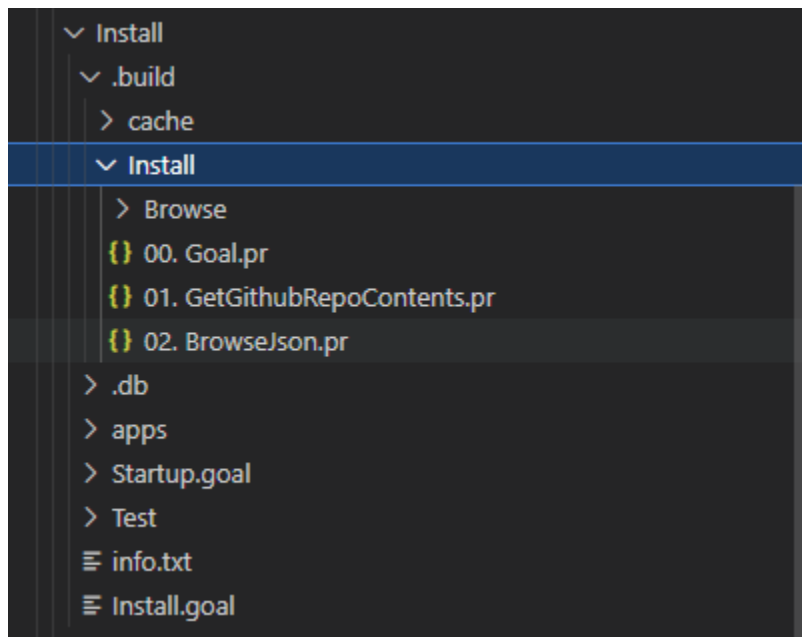 Install
.build
cache
Install
Browse
{} 00. Goal.pr
{} 01. GetGithubRepoContents.pr
{} 02. BrowseJson.pr
.db
apps
Startup.goal
Test
info.txt
Install.goal